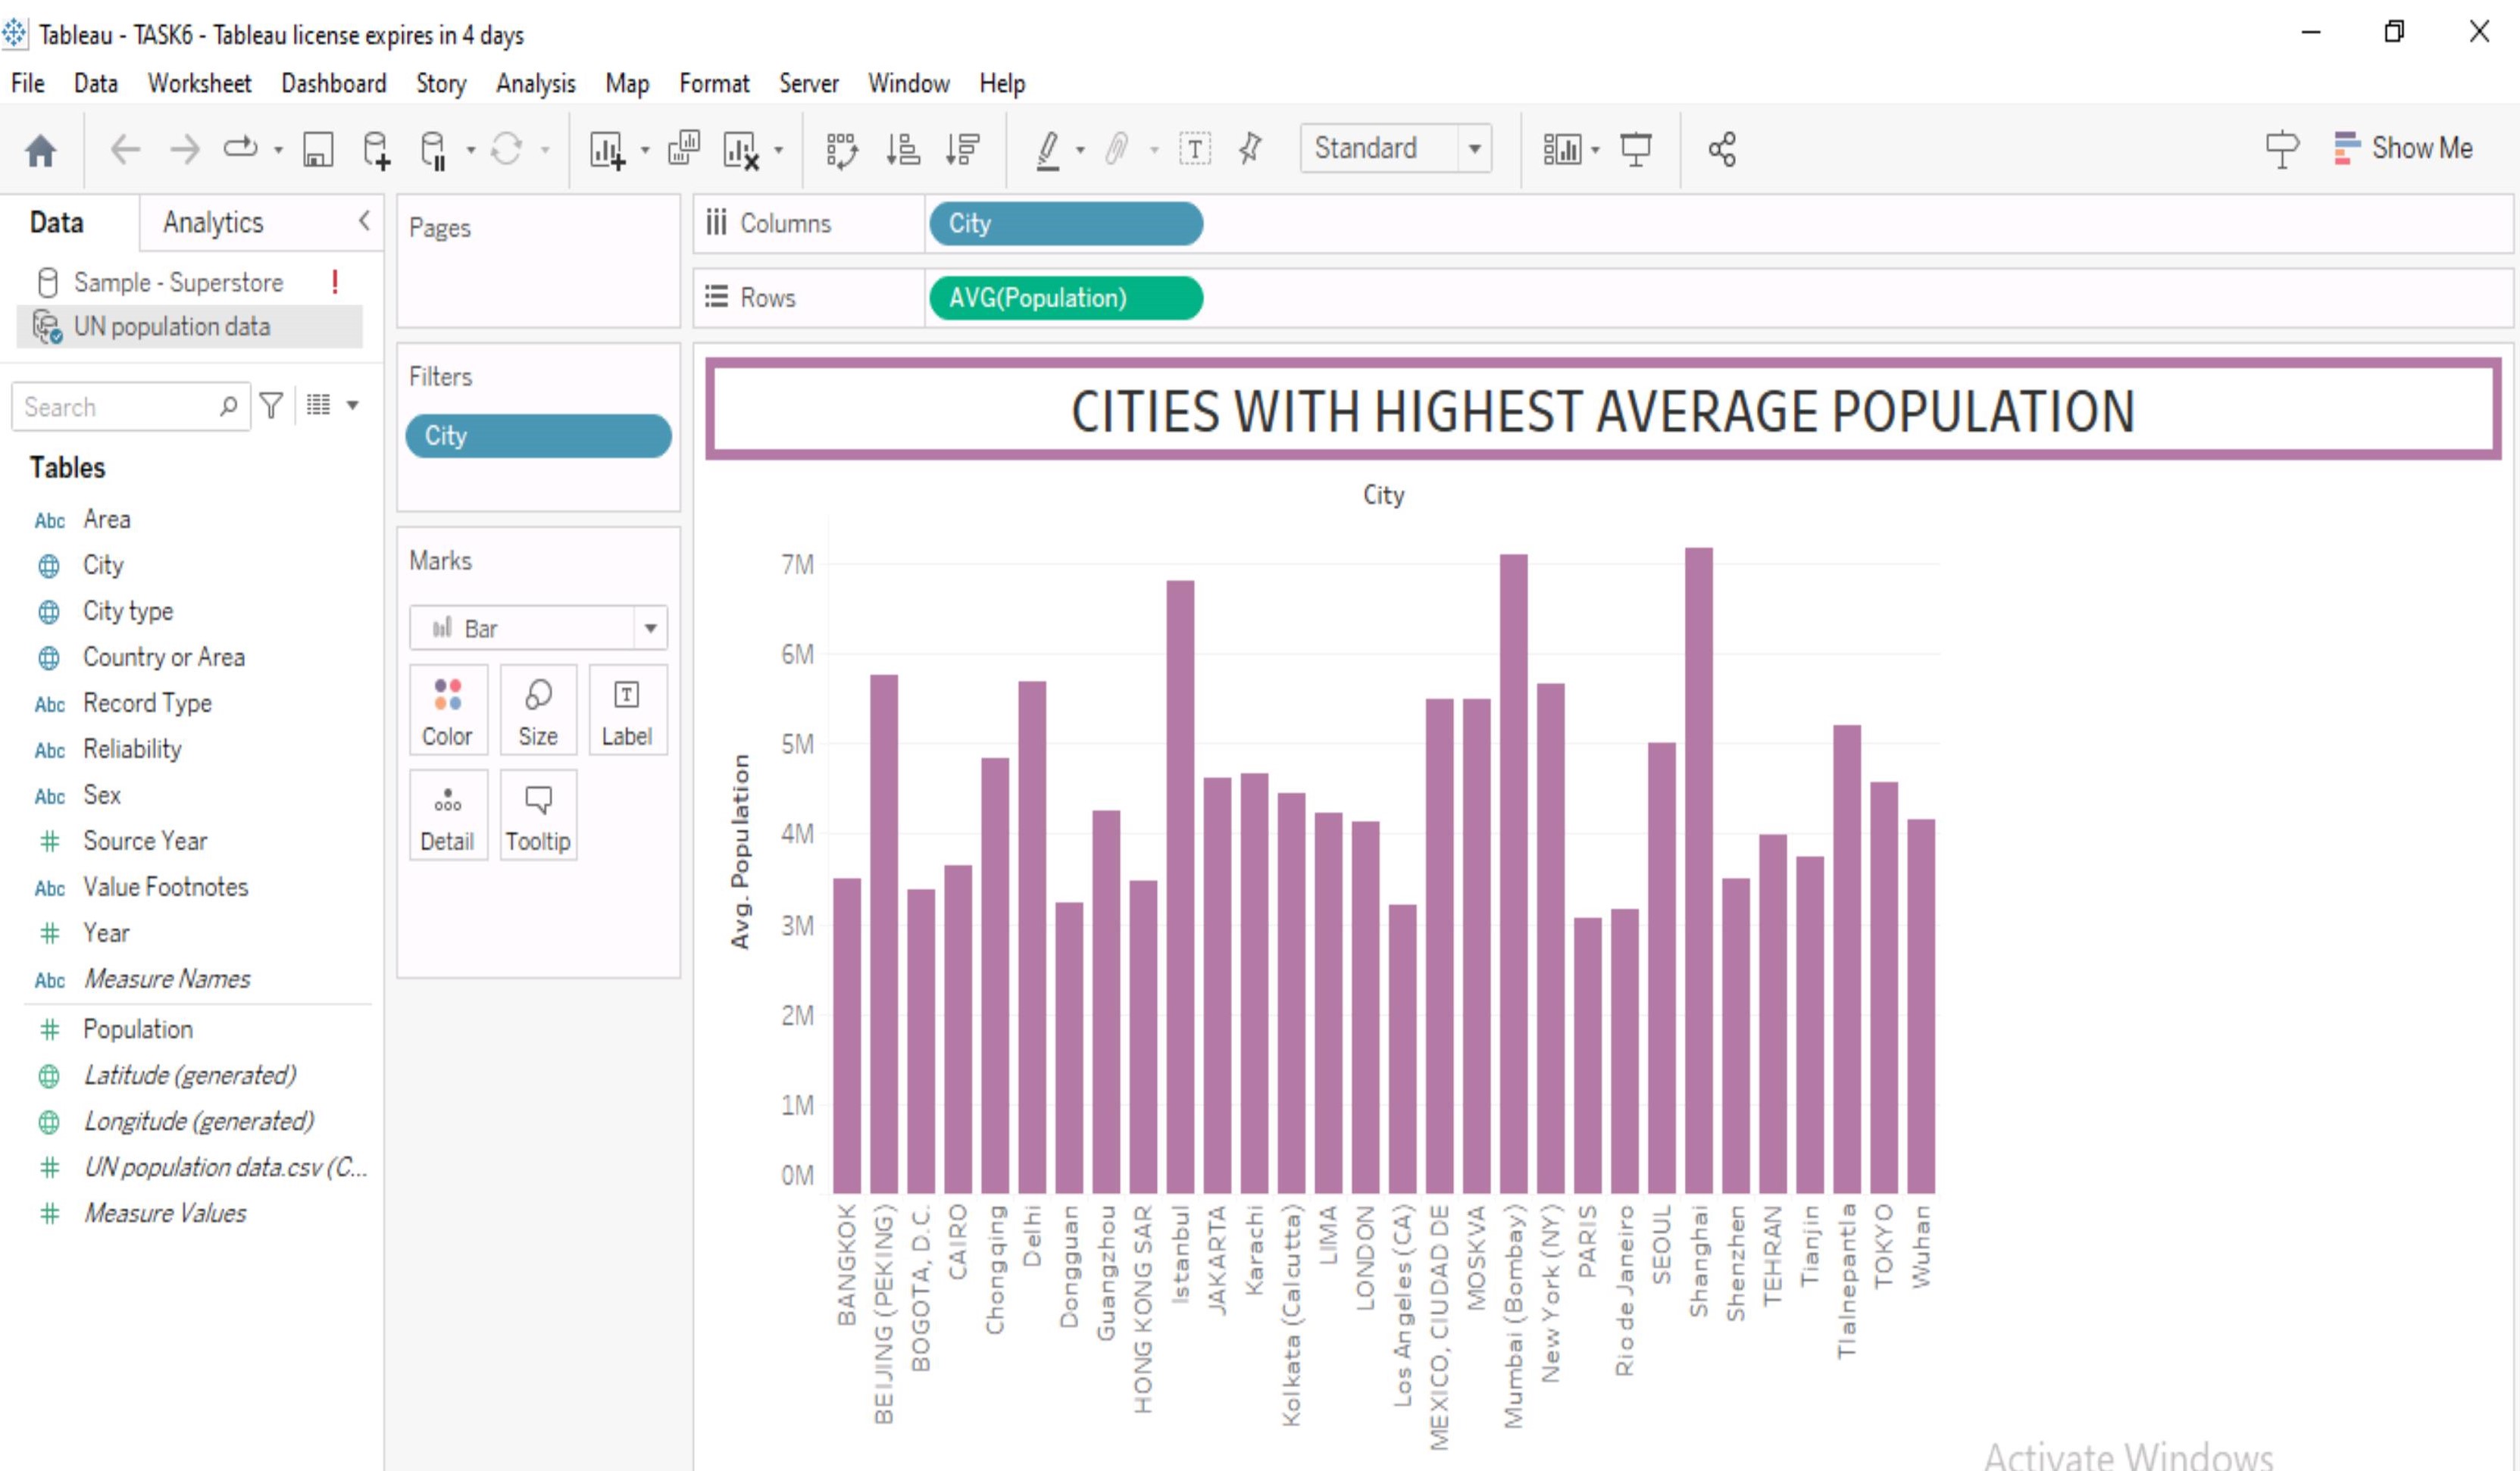 Tableau - TASK6 - Tableau license expires in 4 days
File Data Worksheet Dashboard Story Analysis Map Format Server Window Help
Standard
Show Me
Data Analytics
Sample - Superstore !
UN population data
Search
Tables
Abc Area
City
City type
Country or Area
Abc Record Type
Abc Reliability
Abc Sex
# Source Year
Abc Value Footnotes
# Year
Abc Measure Names
# Population
Latitude (generated)
Longitude (generated)
# UN population data.csv (C...
# Measure Values
Pages
Filters
City
Marks
Bar
Color Size Label
Detail Tooltip
Columns City
Rows AVG(Population)
CITIES WITH HIGHEST AVERAGE POPULATION
City
Avg. Population
7M
6M
5M
4M
3M
2M
1M
0M
BANGKOK
BEIJING (PEKING)
BOGOTA, D.C.
CAIRO
Chongqing
Delhi
Dongguan
Guangzhou
HONG KONG SAR
Istanbul
JAKARTA
Karachi
Kolkata (Calcutta)
LIMA
LONDON
Los Angeles (CA)
MEXICO, CIUDAD DE
MOSKVA
Mumbai (Bombay)
New York (NY)
PARIS
Rio de Janeiro
SEOUL
Shanghai
Shenzhen
TEHRAN
Tianjin
Tlalnepantla
TOKYO
Wuhan
Activate Windows